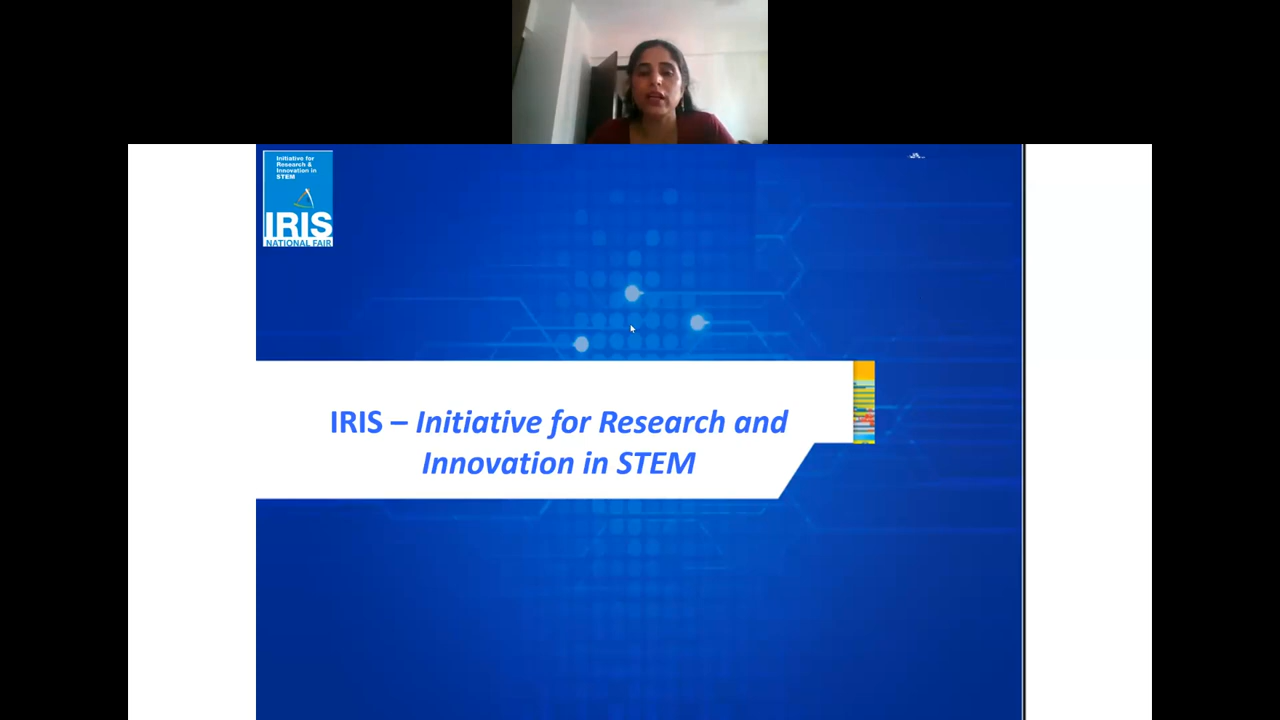 Initiative for
Research &
Innovation in
STEM
IRIS
NATIONAL FAIR
IRIS – Initiative for Research and
Innovation in STEM